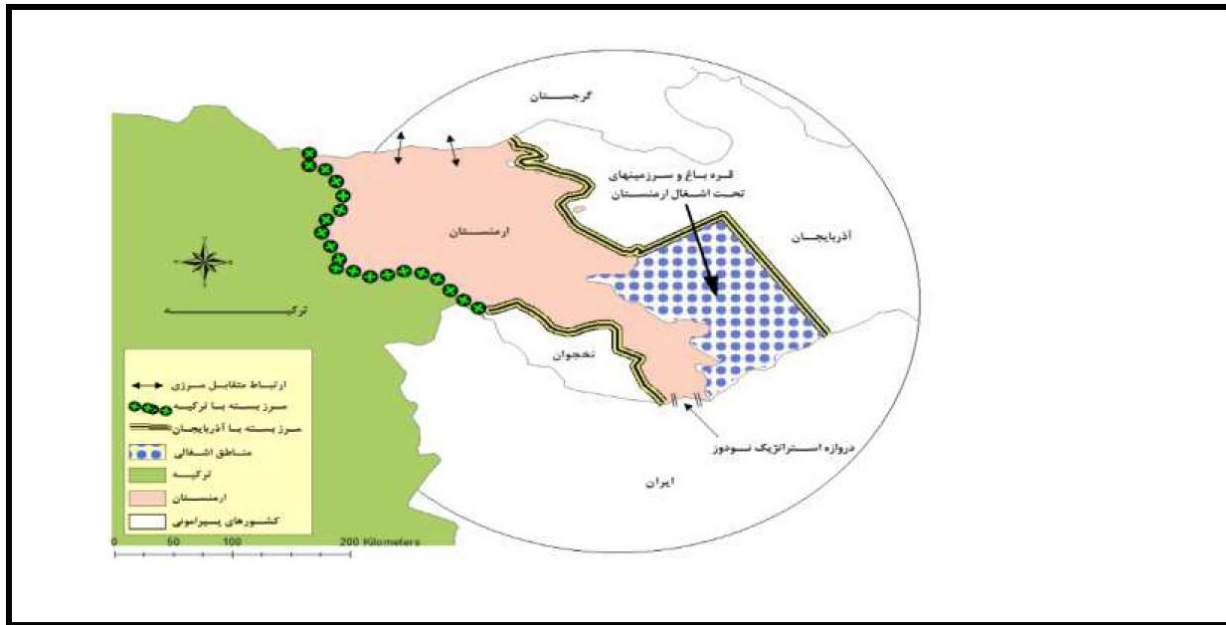 گرجستان
قره باغ و سرزمینهای
تحت اشغال ارمنستان
آذربایجان
ارمنستان
ترکیه
نخجوان
دروازه استراتژیک نوردوز
ایران
ارتباط متقابل مرزی
مرز بسته با ترکیه
مرز بسته با آذربایجان
مناطق اشغالی
ترکیه
ارمنستان
کشورهای پیرامونی
0 50 100 200 Kilometers